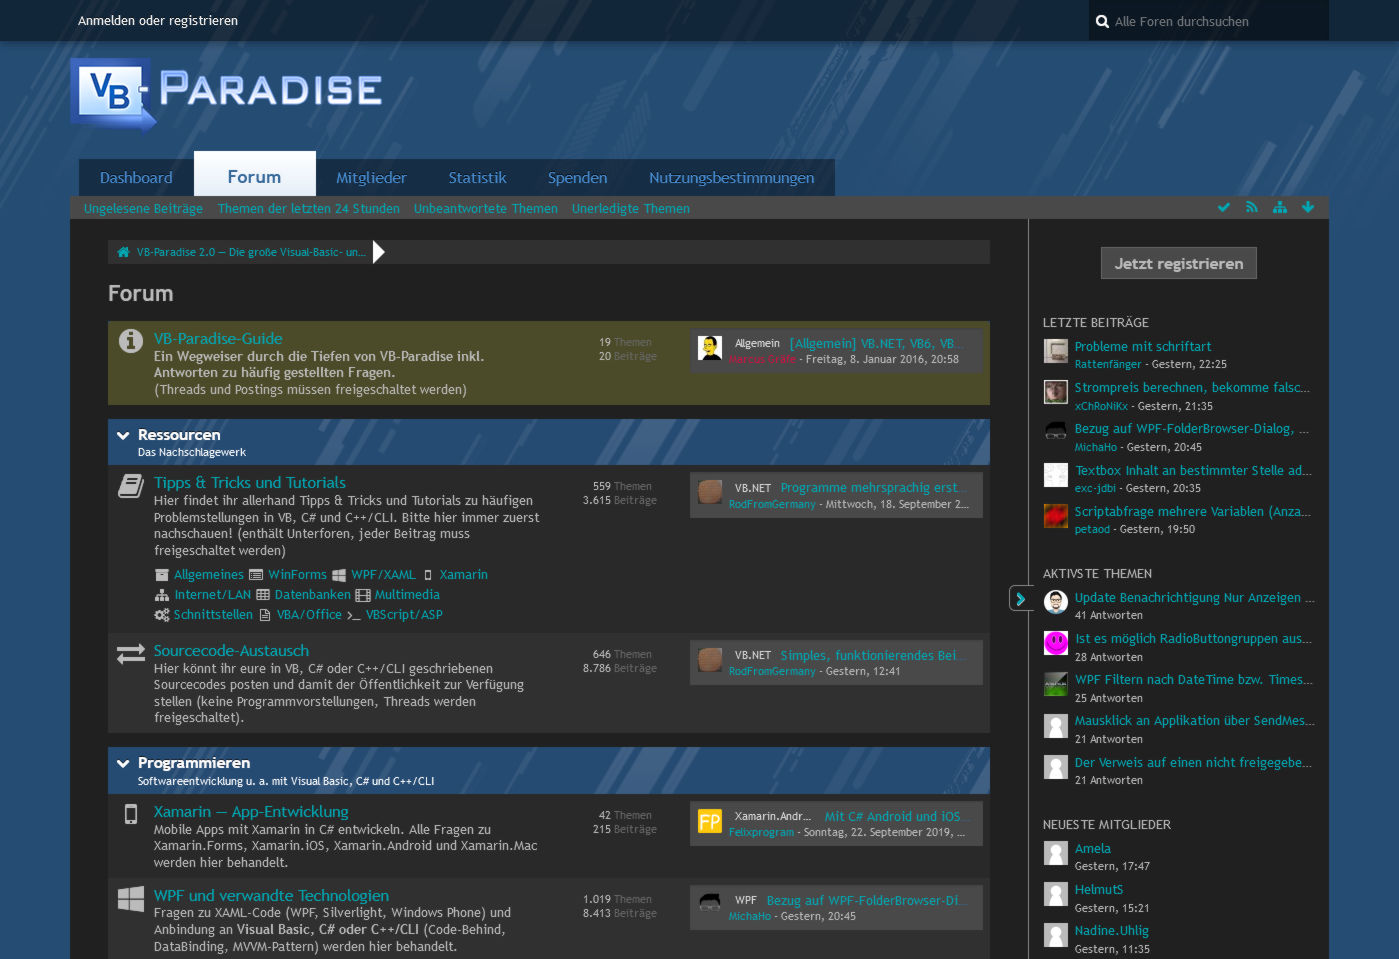 Anmelden oder registrieren
Alle Foren durchsuchen
VB-PARADISE
Dashboard
Forum
Mitglieder
Statistik
Spenden
Nutzungsbestimmungen
Ungelesene Beiträge
Themen der letzten 24 Stunden
Unbeantwortete Themen
Unerledigte Themen
VB-Paradise 2.0 — Die große Visual-Basic- un…
Forum
VB-Paradise-Guide
Ein Wegweiser durch die Tiefen von VB-Paradise inkl.
Antworten zu häufig gestellten Fragen.
(Threads und Postings müssen freigeschaltet werden)
19 Themen
20 Beiträge
Allgemein [Allgemein] VB.NET, VB6, VB…
Marcus Gräfe - Freitag, 8. Januar 2016, 20:58
Ressourcen
Das Nachschlagewerk
Tipps & Tricks und Tutorials
Hier findet ihr allerhand Tipps & Tricks und Tutorials zu häufigen
Problemstellungen in VB, C# und C++/CLI. Bitte hier immer zuerst
nachschauen! (enthält Unterforen, jeder Beitrag muss
freigeschaltet werden)
Allgemeines WinForms WPF/XAML Xamarin
Internet/LAN Datenbanken Multimedia
Schnittstellen VBA/Office VBScript/ASP
559 Themen
3.615 Beiträge
VB.NET Programme mehrsprachig erst…
RodFromGermany - Mittwoch, 18. September 2…
Sourcecode-Austausch
Hier könnt ihr eure in VB, C# oder C++/CLI geschriebenen
Sourcecodes posten und damit der Öffentlichkeit zur Verfügung
stellen (keine Programmvorstellungen, Threads werden
freigeschaltet).
646 Themen
8.786 Beiträge
VB.NET Simples, funktionierendes Bei…
RodFromGermany - Gestern, 12:41
Programmieren
Softwareentwicklung u. a. mit Visual Basic, C# und C++/CLI
Xamarin — App-Entwicklung
Mobile Apps mit Xamarin in C# entwickeln. Alle Fragen zu
Xamarin.Forms, Xamarin.iOS, Xamarin.Android und Xamarin.Mac
werden hier behandelt.
42 Themen
215 Beiträge
FP
Xamarin.Andr… Mit C# Android und iOS…
Felixprogram - Sonntag, 22. September 2019, …
WPF und verwandte Technologien
Fragen zu XAML-Code (WPF, Silverlight, Windows Phone) und
Anbindung an Visual Basic, C# oder C++/CLI (Code-Behind,
DataBinding, MVVM-Pattern) werden hier behandelt.
1.019 Themen
8.413 Beiträge
WPF Bezug auf WPF-FolderBrowser-Di…
MichaHo - Gestern, 20:45
Jetzt registrieren
LETZTE BEITRÄGE
Probleme mit schriftart
Rattenfänger - Gestern, 22:25
Strompreis berechnen, bekomme falsc…
xChRoNiKx - Gestern, 21:35
Bezug auf WPF-FolderBrowser-Dialog, …
MichaHo - Gestern, 20:45
Textbox Inhalt an bestimmter Stelle ad…
exc-jdbi - Gestern, 20:35
Scriptabfrage mehrere Variablen (Anza…
petaod - Gestern, 19:50
AKTIVSTE THEMEN
Update Benachrichtigung Nur Anzeigen …
41 Antworten
Ist es möglich RadioButtongruppen aus…
28 Antworten
WPF Filtern nach DateTime bzw. Times…
25 Antworten
Mausklick an Applikation über SendMes…
21 Antworten
Der Verweis auf einen nicht freigegebe…
21 Antworten
NEUESTE MITGLIEDER
Amela
Gestern, 17:47
HelmutS
Gestern, 15:21
Nadine.Uhlig
Gestern, 11:35